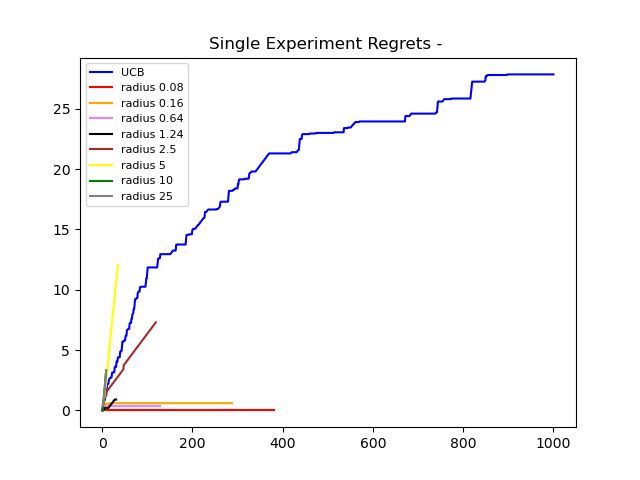 Single Experiment Regrets -
UCB
radius 0.08
radius 0.16
radius 0.64
radius 1.24
radius 2.5
radius 5
radius 10
radius 25
25
20
15
10
5
0
0 200 400 600 800 1000